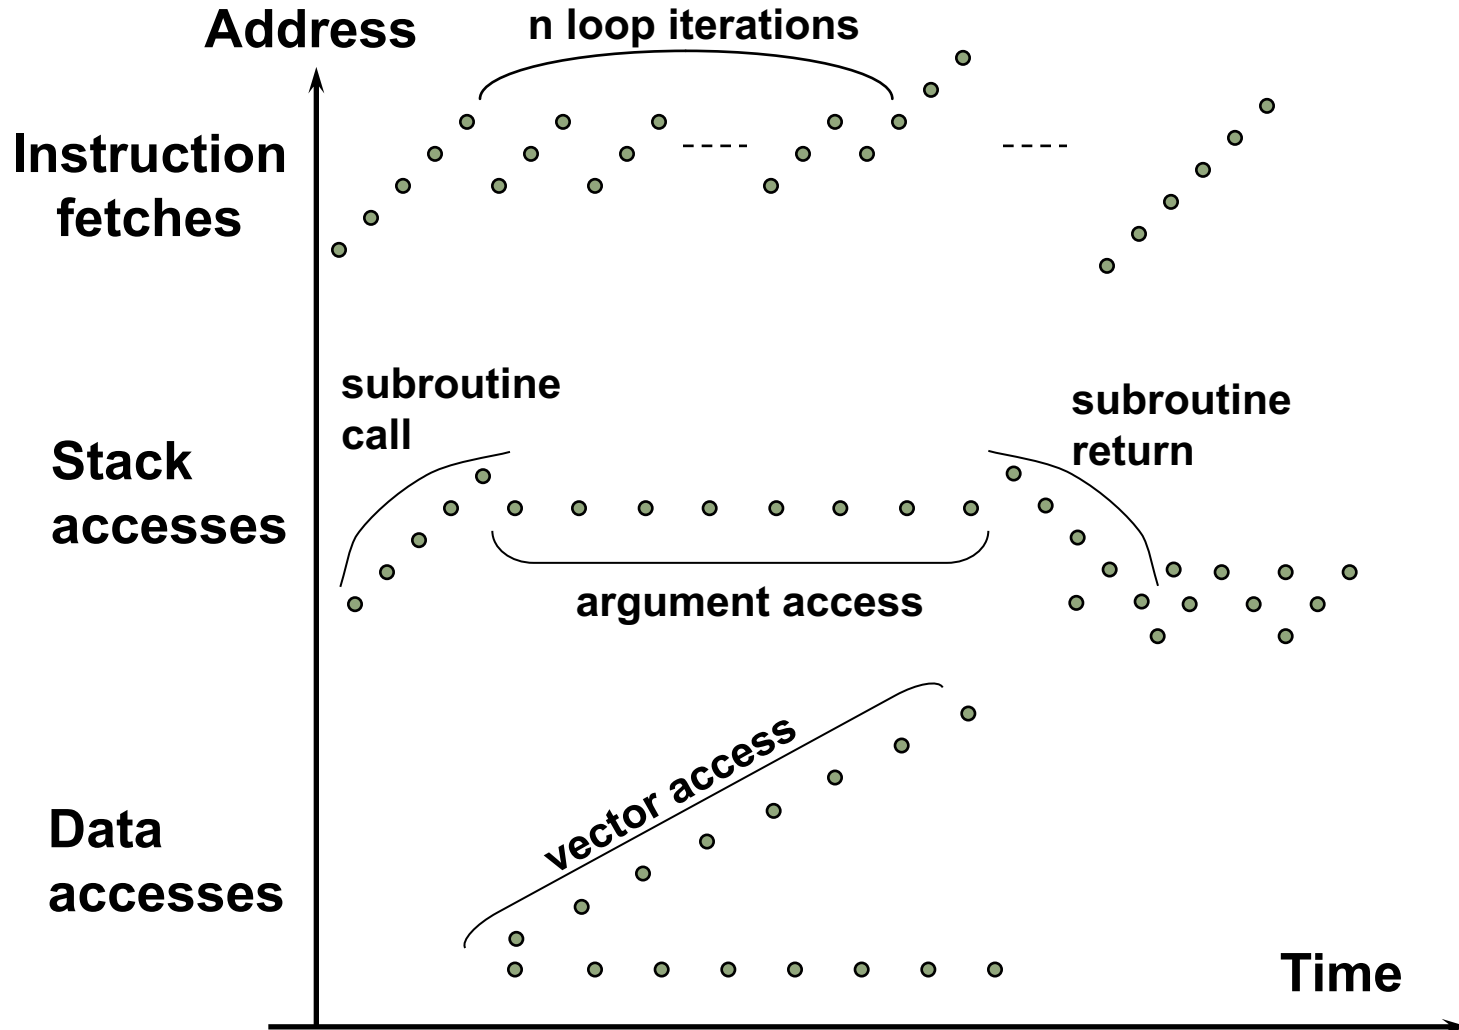 Address
n loop iterations
Instruction
fetches
subroutine
call
subroutine
return
Stack
accesses
argument access
vector access
Data
accesses
Time